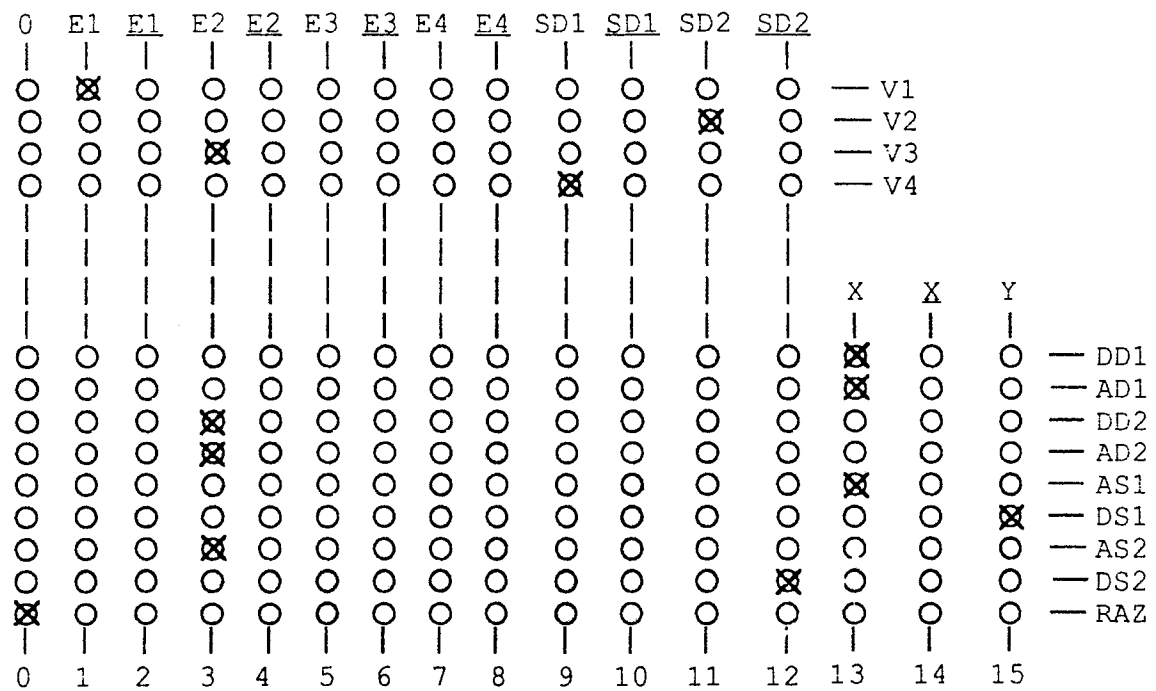 0 E1 E1 E2 E2 E3 E3 E4 E4 SD1 SD1 SD2 SD2
V1
V2
V3
V4
X X Y
DD1
AD1
DD2
AD2
AS1
DS1
AS2
DS2
RAZ
0 1 2 3 4 5 6 7 8 9 10 11 12 13 14 15